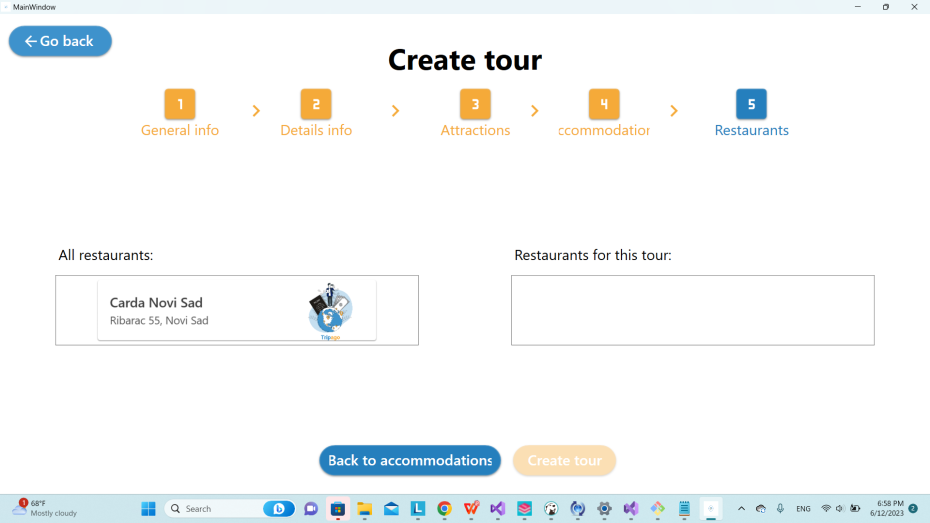 MainWindow
Go back
Create tour
1
2
3
4
5
General info
Details info
Attractions
ccommodation
Restaurants
All restaurants:
Restaurants for this tour:
Carda Novi Sad
Ribarac 55, Novi Sad
Tripago
Back to accommodations
Create tour
1
68°F
Mostly cloudy
Search
ENG
6:58 PM
6/12/2023
2